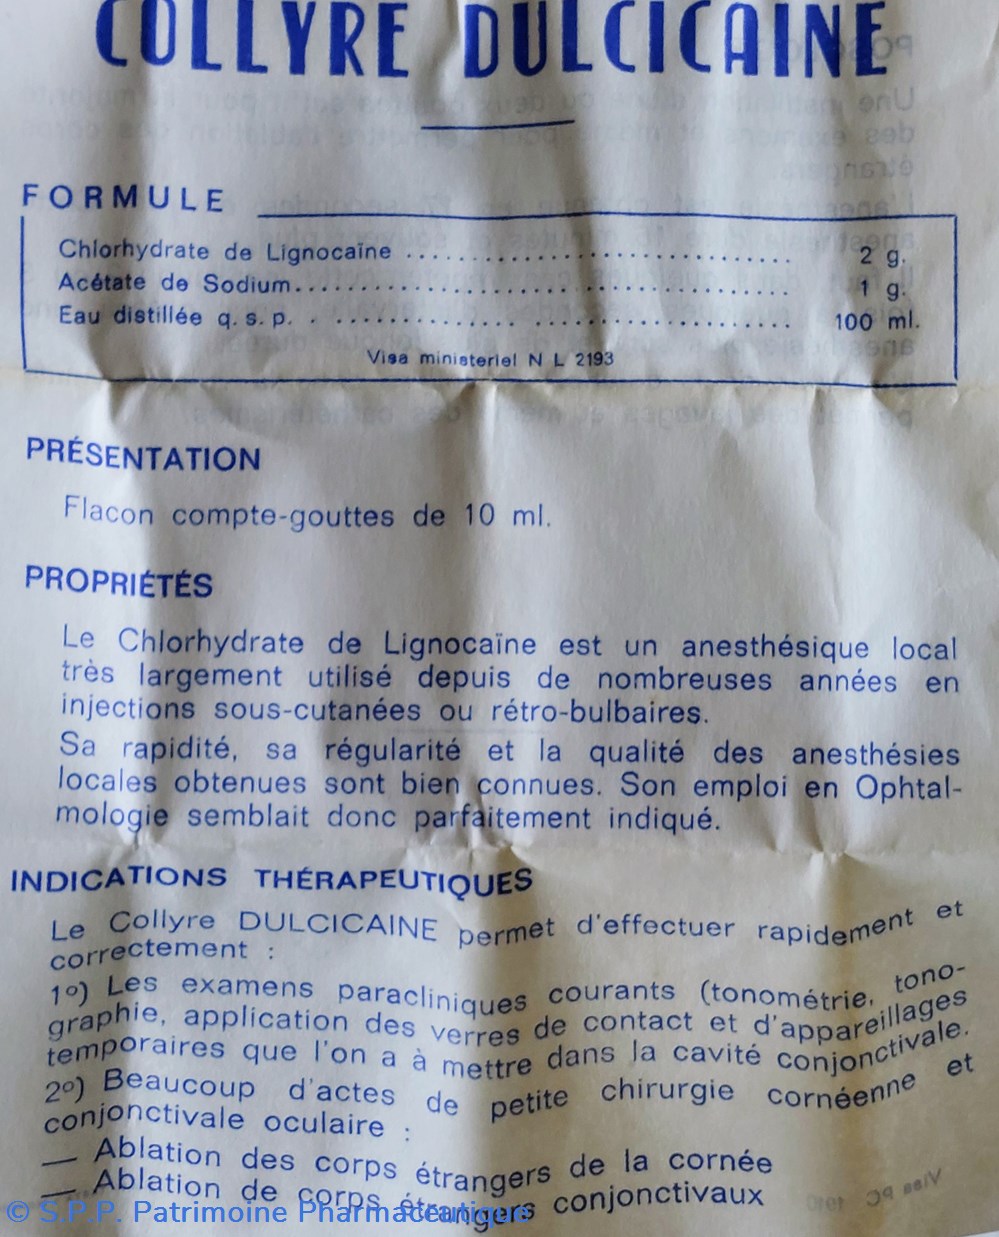 COLLYRE DULCICAINE
FORMULE
Chlorhydrate de Lignocaïne ................................ 2 g.
Acétate de Sodium.......................................... 1 g.
Eau distillée q. s. p. . .................................. 100 ml.
Visa ministeriel N L 2193
PRÉSENTATION
Flacon compte-gouttes de 10 ml.
PROPRIÉTÉS
Le Chlorhydrate de Lignocaïne est un anesthésique local
très largement utilisé depuis de nombreuses années en
injections sous-cutanées ou rétro-bulbaires.
Sa rapidité, sa régularité et la qualité des anesthésies
locales obtenues sont bien connues. Son emploi en Ophtal-
mologie semblait donc parfaitement indiqué.
INDICATIONS THÉRAPEUTIQUES
Le Collyre DULCICAINE permet d'effectuer rapidement et
correctement :
1º) Les examens paracliniques courants (tonométrie, tono-
graphie, application des verres de contact et d'appareillages
temporaires que l'on a à mettre dans la cavité conjonctivale.
2º) Beaucoup d'actes de petite chirurgie cornéenne et
conjonctivale oculaire :
— Ablation des corps étrangers de la cornée
— Ablation de corps étrangers conjonctivaux
© S.P.P. Patrimoine Pharmaceutique